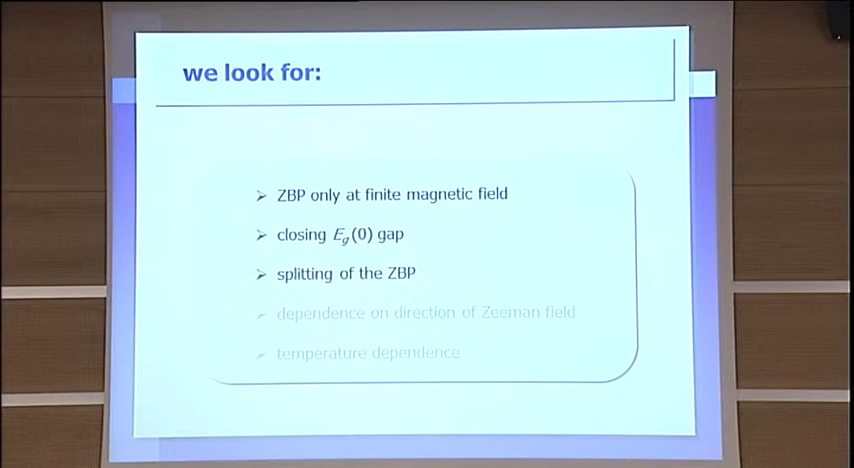 we look for:
➢ ZBP only at finite magnetic field
➢ closing Eg(0) gap
➢ splitting of the ZBP
➢ dependence on direction of Zeeman field
➢ temperature dependence